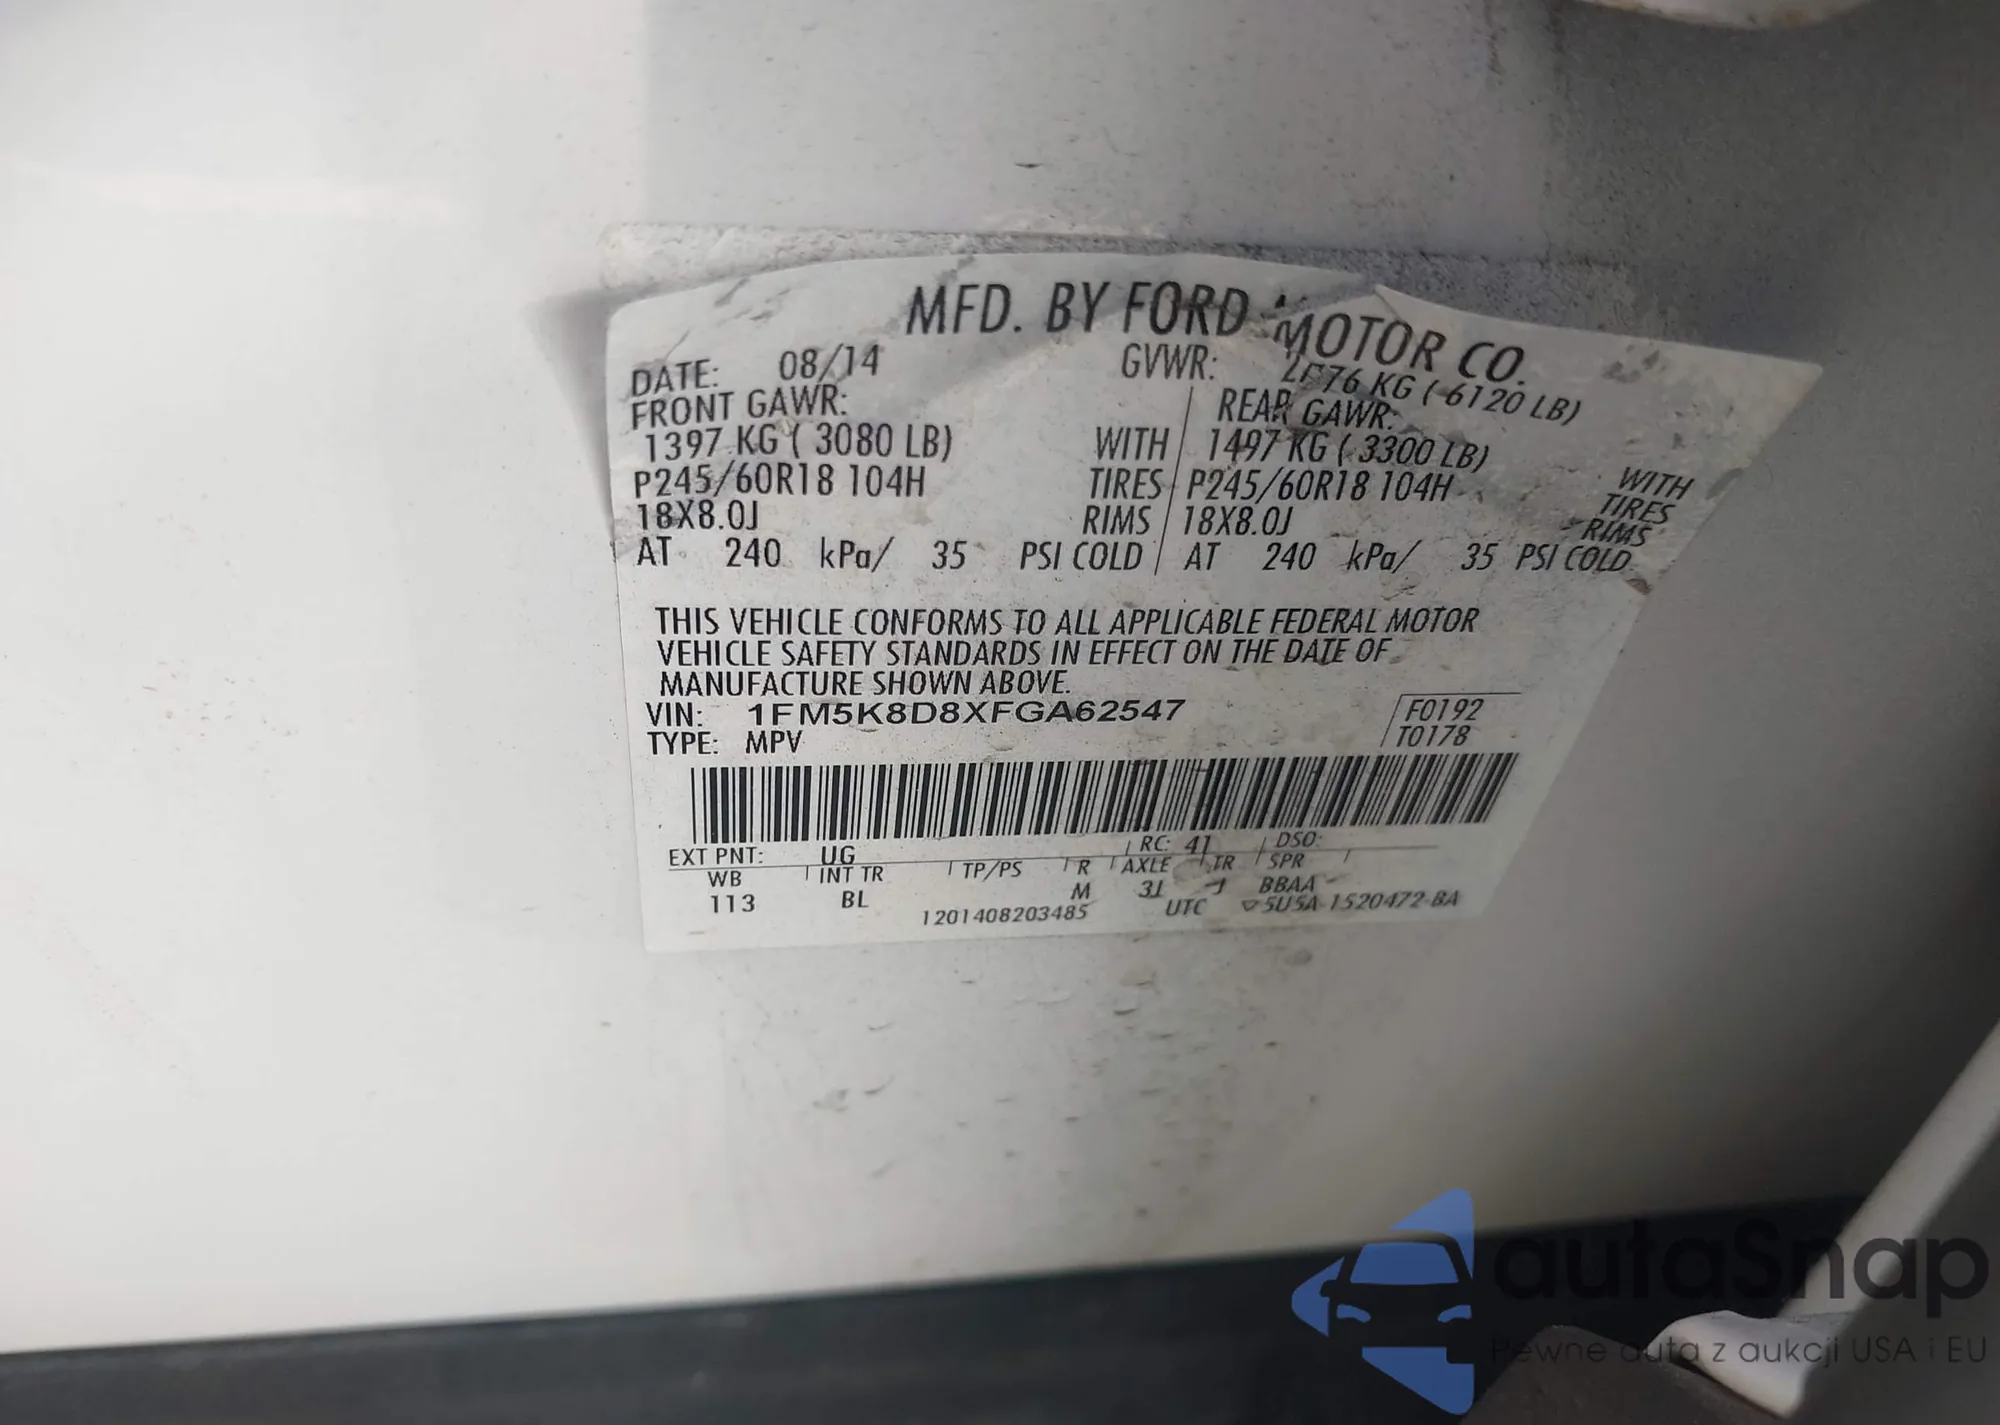 MFD. BY FORD MOTOR CO.
DATE: 08/14 GVWR: 76 KG ( 6120 LB)
FRONT GAWR: REAR GAWR:
1397 KG ( 3080 LB) WITH 1497 KG ( 3300 LB) WITH
P245/60R18 104H TIRES P245/60R18 104H TIRES
18X8.0J RIMS 18X8.0J RIMS
AT 240 kPa/ 35 PSI COLD AT 240 kPa/ 35 PSI COLD
THIS VEHICLE CONFORMS TO ALL APPLICABLE FEDERAL MOTOR
VEHICLE SAFETY STANDARDS IN EFFECT ON THE DATE OF
MANUFACTURE SHOWN ABOVE.
VIN: 1FM5K8D8XFGA62547 F0192
TYPE: MPV T0178
EXT PNT: UG RC: 41 DSO:
WB INT TR TP/PS R AXLE TR SPR
113 BL M 3L J BBAA
1201408203485 UTC ▽5U5A-1520472-BA
autaSnap
Pewne auta z aukcji USA i EU